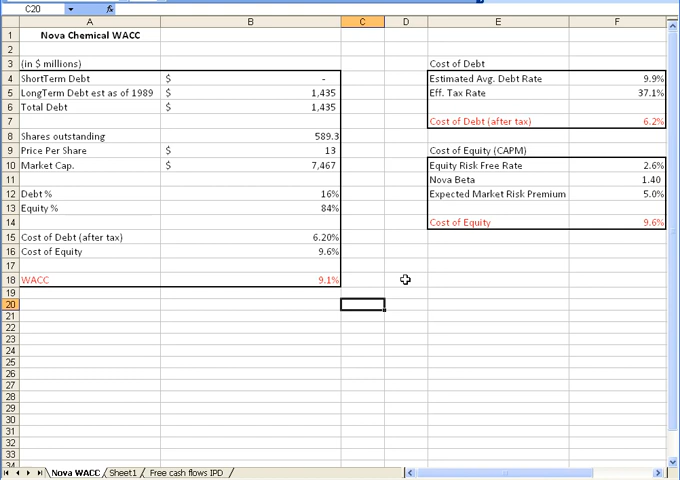 C20 fx
A B C D E F
1 Nova Chemical WACC
2
3 (in $ millions) Cost of Debt
4 ShortTerm Debt $ - Estimated Avg. Debt Rate 9.9%
5 LongTerm Debt est as of 1989 $ 1,435 Eff. Tax Rate 37.1%
6 Total Debt $ 1,435
7 Cost of Debt (after tax) 6.2%
8 Shares outstanding 589.3
9 Price Per Share $ 13 Cost of Equity (CAPM)
10 Market Cap. $ 7,467 Equity Risk Free Rate 2.6%
11 Nova Beta 1.40
12 Debt % 16% Expected Market Risk Premium 5.0%
13 Equity % 84%
14 Cost of Equity 9.6%
15 Cost of Debt (after tax) 6.20%
16 Cost of Equity 9.6%
17
18 WACC 9.1%
19
20
21
22
23
24
25
26
27
28
29
30
31
32
33
34
Nova WACC Sheet1 Free cash flows IPD